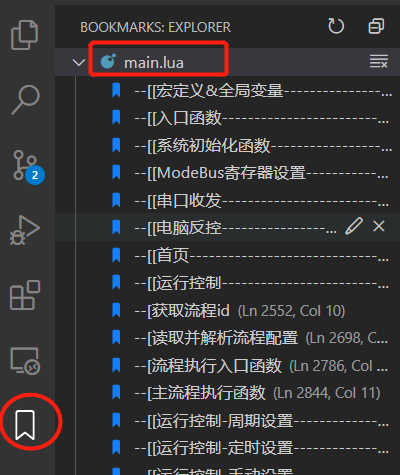 BOOKMARKS: EXPLORER
main.lua
--[[宏定义&全局变量---------------...
--[[入口函数--------------------------...
--[[系统初始化函数------------------...
--[[ModeBus寄存器设置------------...
--[[串口收发--------------------------...
2
--[[电脑反控------------------...
--[[首页-------------------------------...
--[[运行控制--------------------------...
--[获取流程id (Ln 2552, Col 10)
--[读取并解析流程配置 (Ln 2698, C...
--[流程执行入口函数 (Ln 2786, Col ...
--[主流程执行函数 (Ln 2844, Col 11)
--[[运行控制-周期设置---------------...
--[[运行控制-定时设置---------------...
--[[运行控制-手动设置---------------...